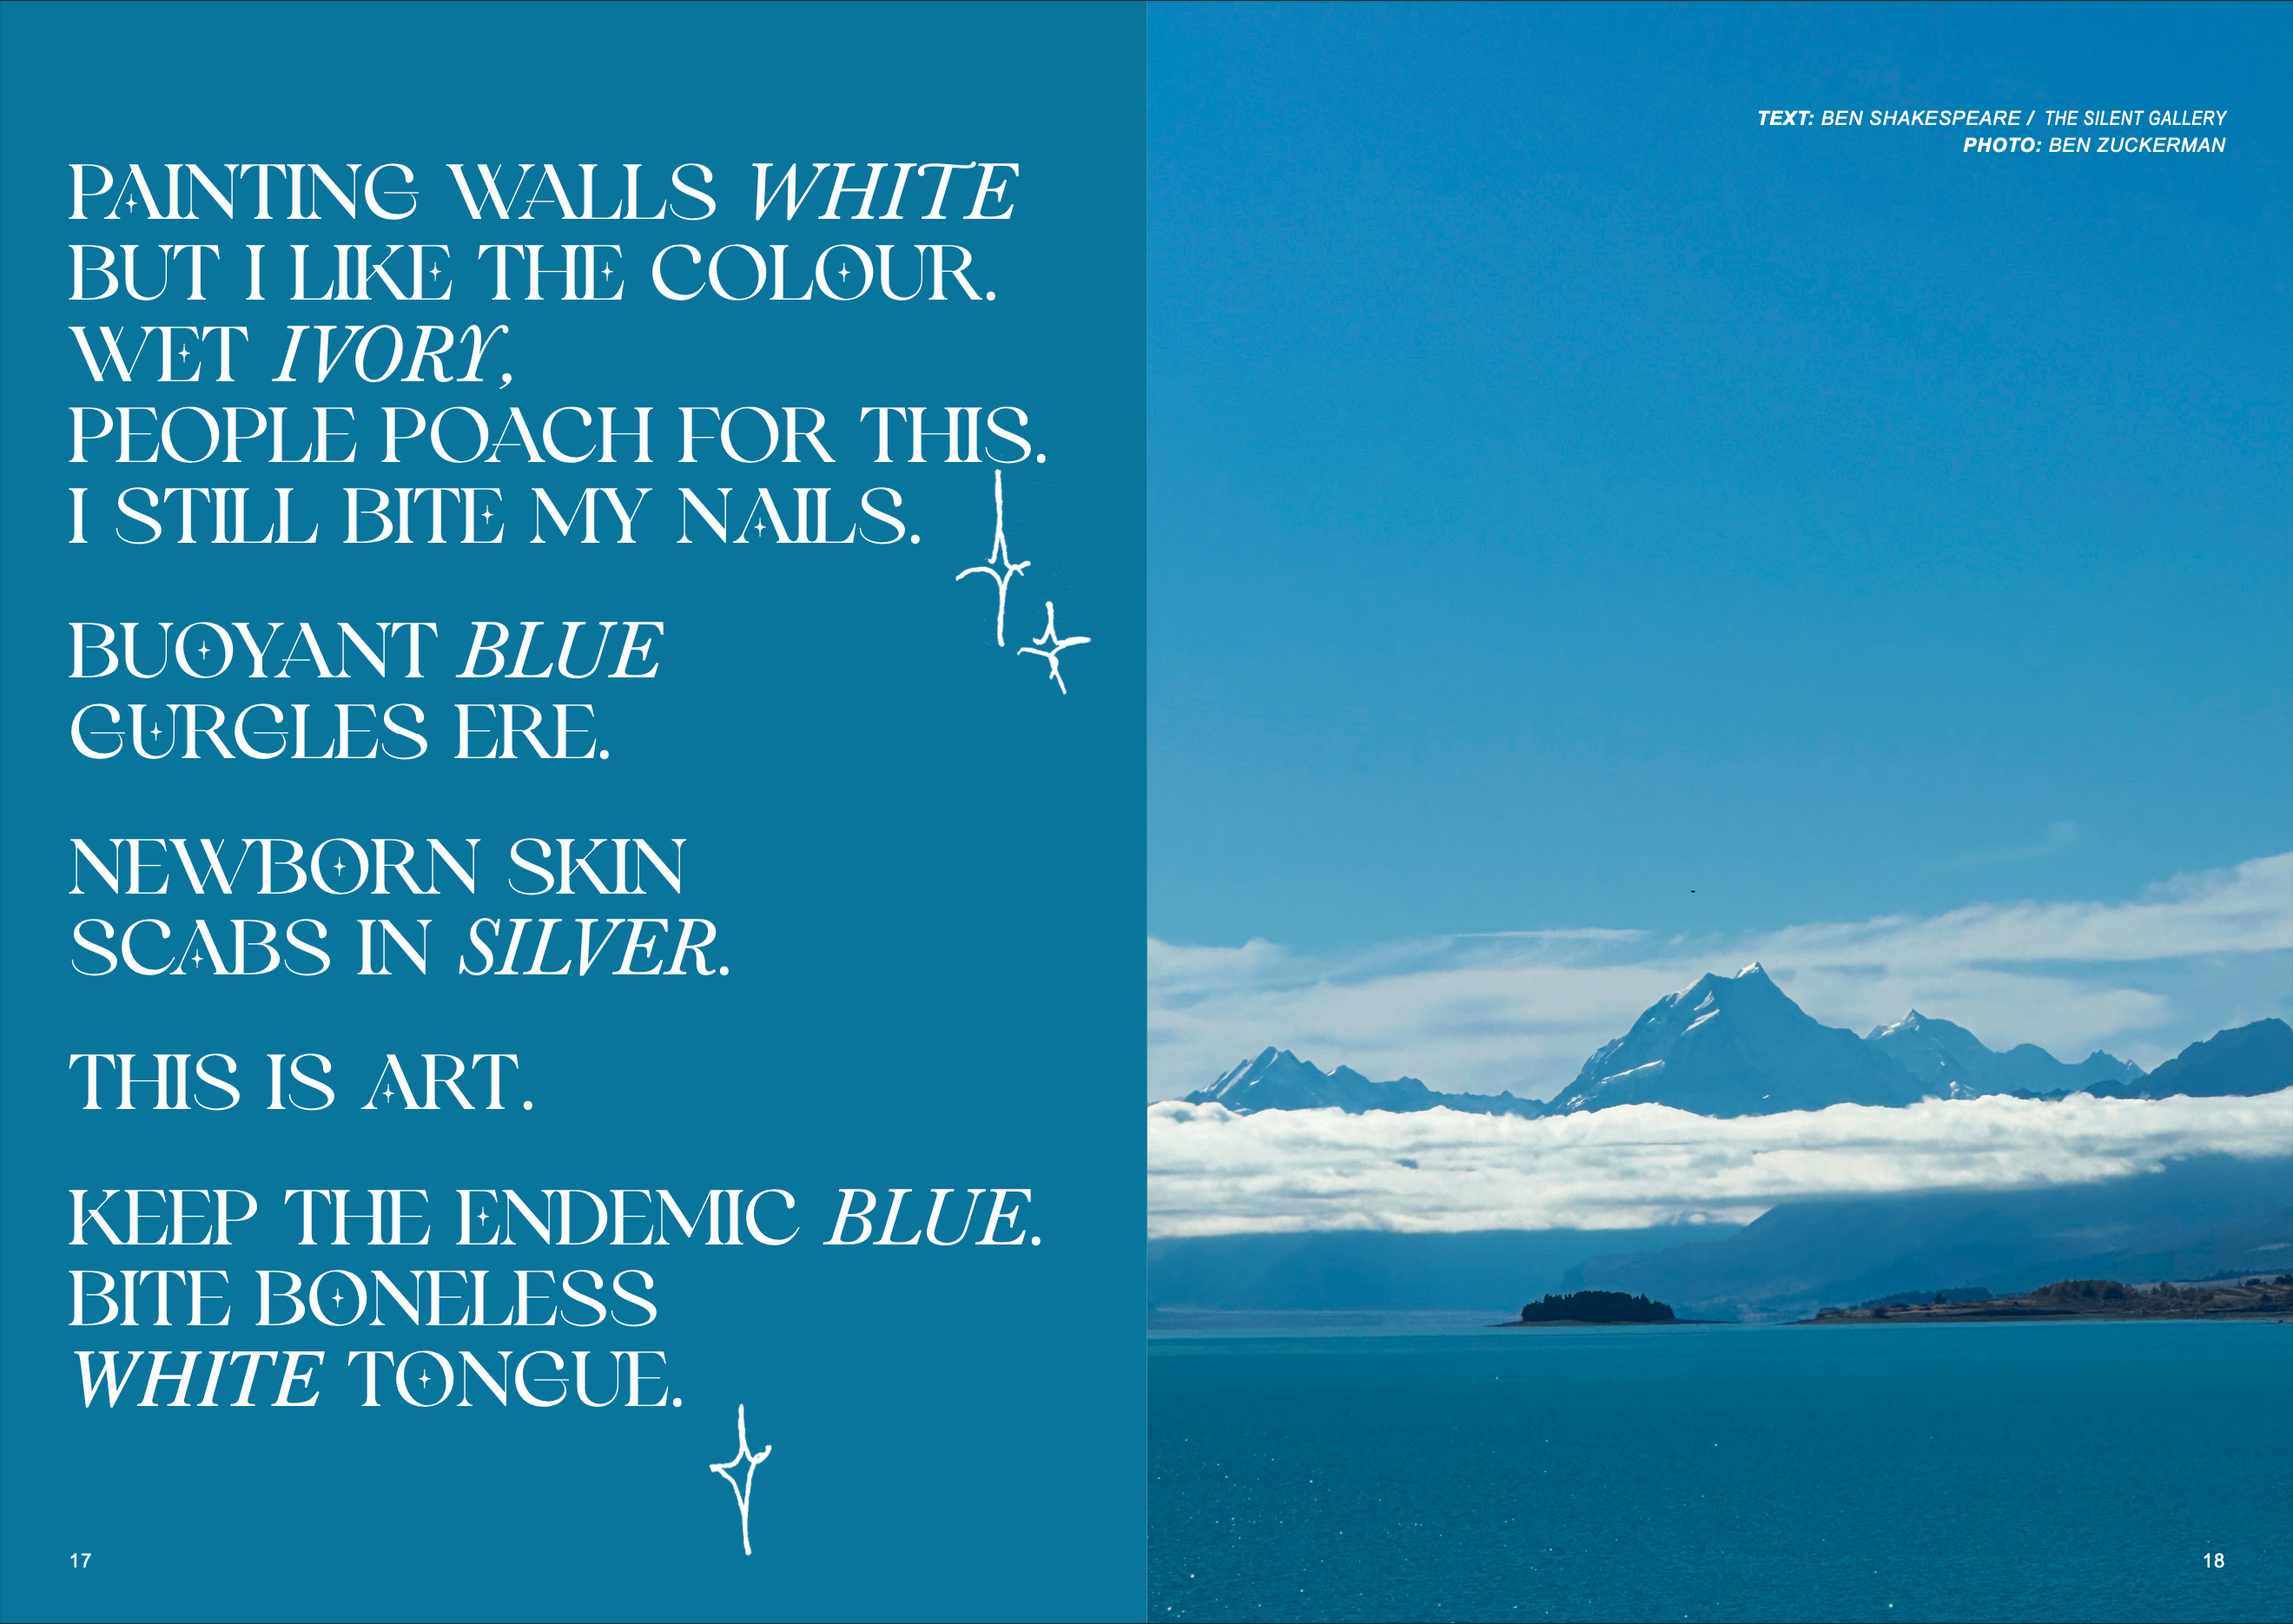 PAINTING WALLS WHITE
BUT I LIKE THE COLOUR.
WET IVORY,
PEOPLE POACH FOR THIS.
I STILL BITE MY NAILS.
BUOYANT BLUE
GURGLES ERE.
NEWBORN SKIN
SCABS IN SILVER.
THIS IS ART.
KEEP THE ENDEMIC BLUE.
BITE BONELESS
WHITE TONGUE.
17
TEXT: BEN SHAKESPEARE / THE SILENT GALLERY
PHOTO: BEN ZUCKERMAN
18